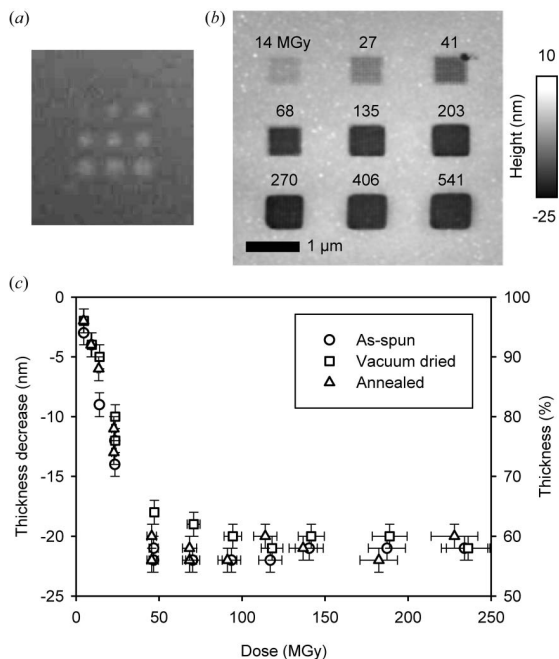 (a)
(b)
14 MGy 27 41
68 135 203
270 406 541
1 μm
10
Height (nm)
-25
(c)
0
-5
-10
-15
-20
-25
Thickness decrease (nm)
As-spun
Vacuum dried
Annealed
100
90
80
70
60
50
Thickness (%)
0 50 100 150 200 250
Dose (MGy)